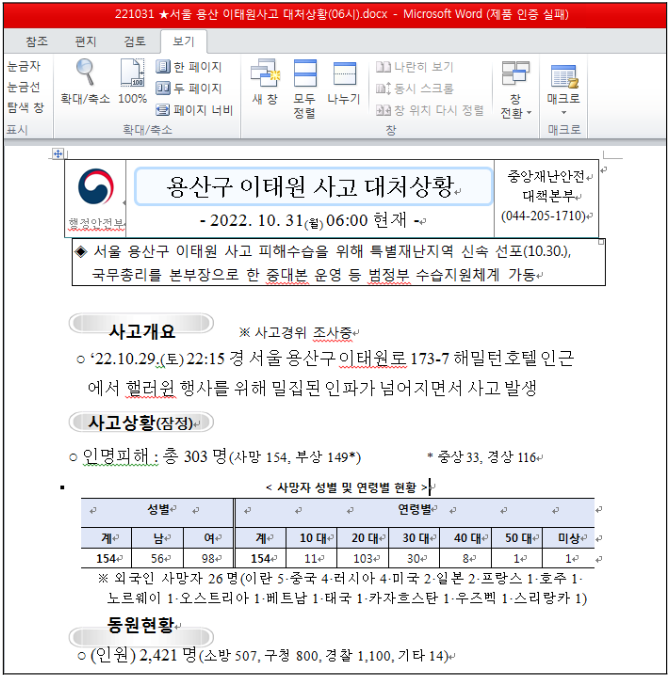 221031 ★서울 용산 이태원사고 대처상황(06시).docx - Microsoft Word (제품 인증 실패)
참조 편지 검토 보기
눈금자
눈금선
탐색 창
표시
확대/축소
100%
한 페이지
두 페이지
페이지 너비
확대/축소
새 창
모두 정렬
나누기
나란히 보기
동시 스크롤
창 위치 다시 정렬
창
창 전환
매크로
매크로
행정안전부
용산구 이태원 사고 대처상황
- 2022. 10. 31(월) 06:00 현재 -
중앙재난안전
대책본부
(044-205-1710)
◈ 서울 용산구 이태원 사고 피해수습을 위해 특별재난지역 신속 선포(10.30.),
국무총리를 본부장으로 한 중대본 운영 등 범정부 수습지원체계 가동
사고개요 ※ 사고경위 조사중
○ ‘22.10.29.(토) 22:15 경 서울 용산구 이태원로 173-7 해밀턴호텔 인근
에서 핼러윈 행사를 위해 밀집된 인파가 넘어지면서 사고 발생
사고상황(잠정)
○ 인명피해 : 총 303 명(사망 154, 부상 149*) * 중상 33, 경상 116
< 사망자 성별 및 연령별 현황 >
성별 연령별
계 남 여 계 10 대 20 대 30 대 40 대 50 대 미상
154 56 98 154 11 103 30 8 1 1
※ 외국인 사망자 26 명(이란 5·중국 4·러시아 4·미국 2·일본 2·프랑스 1·호주 1·
노르웨이 1·오스트리아 1·베트남 1·태국 1·카자흐스탄 1·우즈벡 1·스리랑카 1)
동원현황
○ (인원) 2,421 명(소방 507, 구청 800, 경찰 1,100, 기타 14)